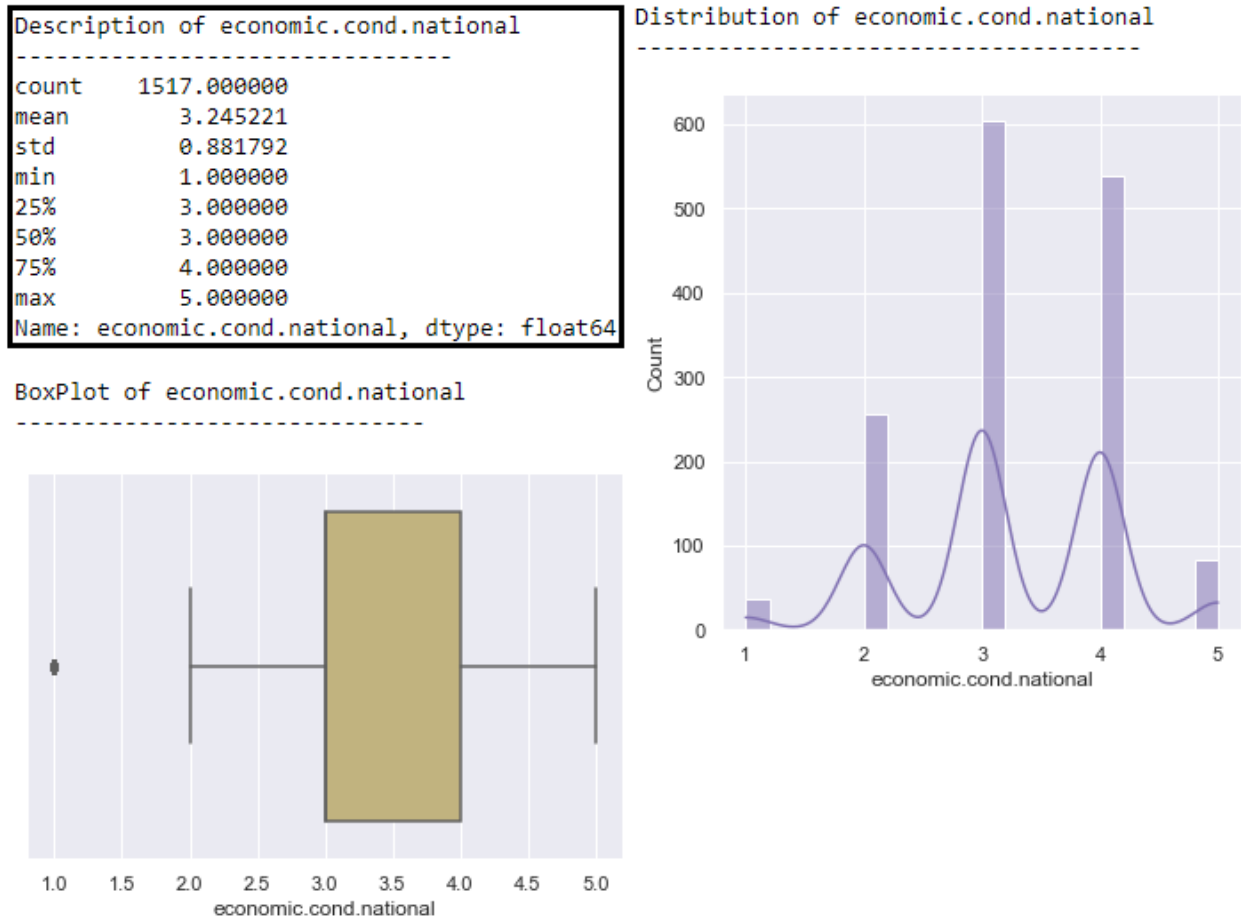 Description of economic.cond.national
--------------------------------
count 1517.000000
mean 3.245221
std 0.881792
min 1.000000
25% 3.000000
50% 3.000000
75% 4.000000
max 5.000000
Name: economic.cond.national, dtype: float64
BoxPlot of economic.cond.national
------------------------------
1.0 1.5 2.0 2.5 3.0 3.5 4.0 4.5 5.0
economic.cond.national
Distribution of economic.cond.national
-------------------------------------
600
500
400
300
200
100
0
Count
1 2 3 4 5
economic.cond.national